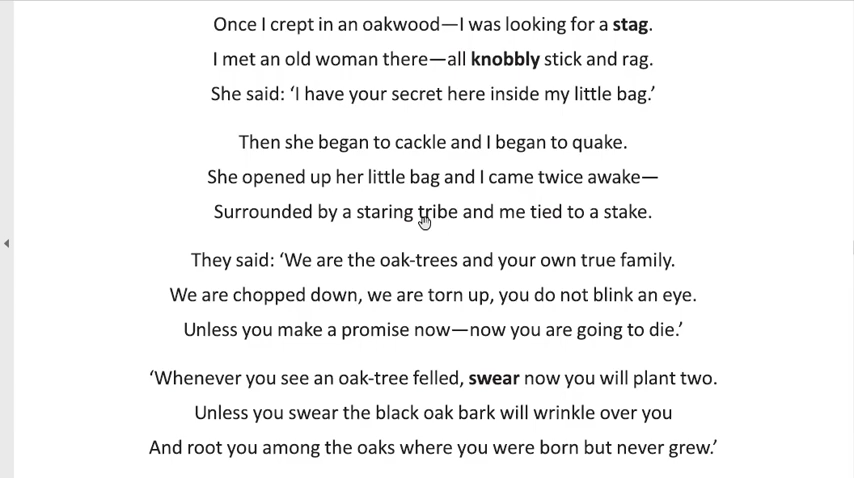 Once I crept in an oakwood—I was looking for a stag.
I met an old woman there—all knobbly stick and rag.
She said: ‘I have your secret here inside my little bag.’
Then she began to cackle and I began to quake.
She opened up her little bag and I came twice awake—
Surrounded by a staring tribe and me tied to a stake.
They said: ‘We are the oak-trees and your own true family.
We are chopped down, we are torn up, you do not blink an eye.
Unless you make a promise now—now you are going to die.’
‘Whenever you see an oak-tree felled, swear now you will plant two.
Unless you swear the black oak bark will wrinkle over you
And root you among the oaks where you were born but never grew.’